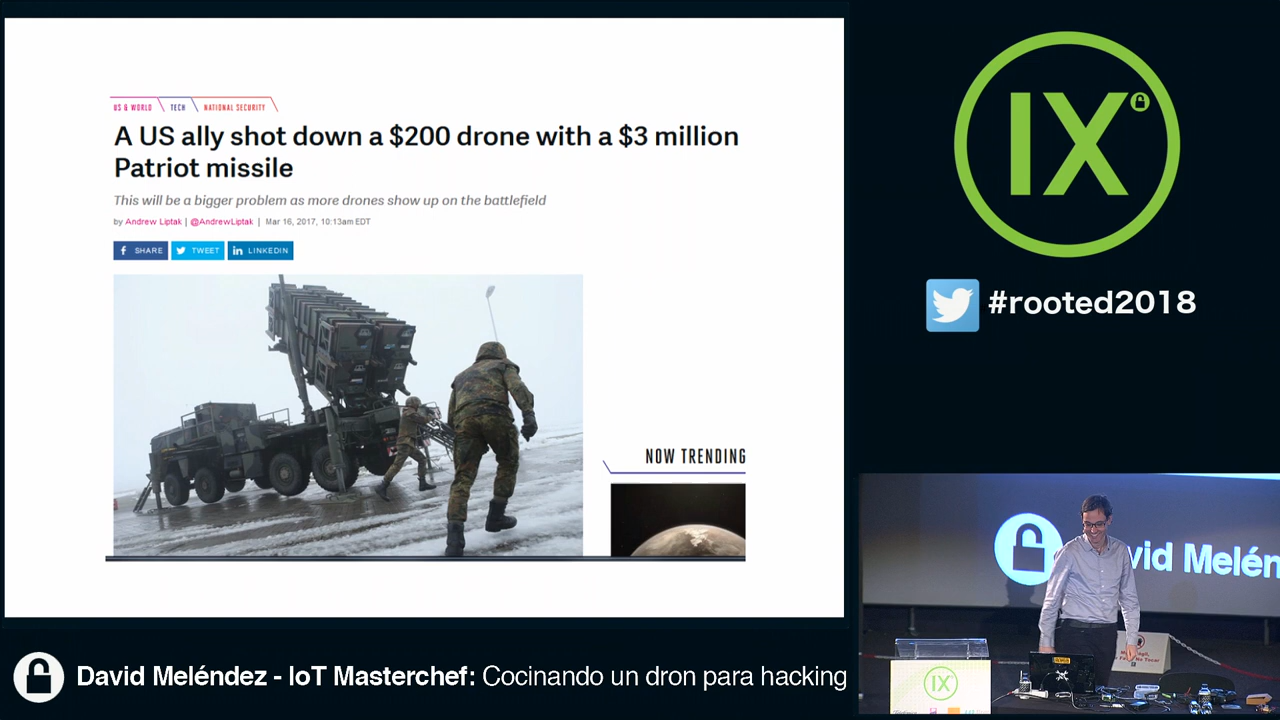 US & WORLD TECH NATIONAL SECURITY
A US ally shot down a $200 drone with a $3 million
Patriot missile
This will be a bigger problem as more drones show up on the battlefield
by Andrew Liptak | @AndrewLiptak | Mar 16, 2017, 10:13am EDT
SHARE TWEET LINKEDIN
NOW TRENDING
IX
#rooted2018
vid Melén
IX
David Meléndez - IoT Masterchef: Cocinando un dron para hacking